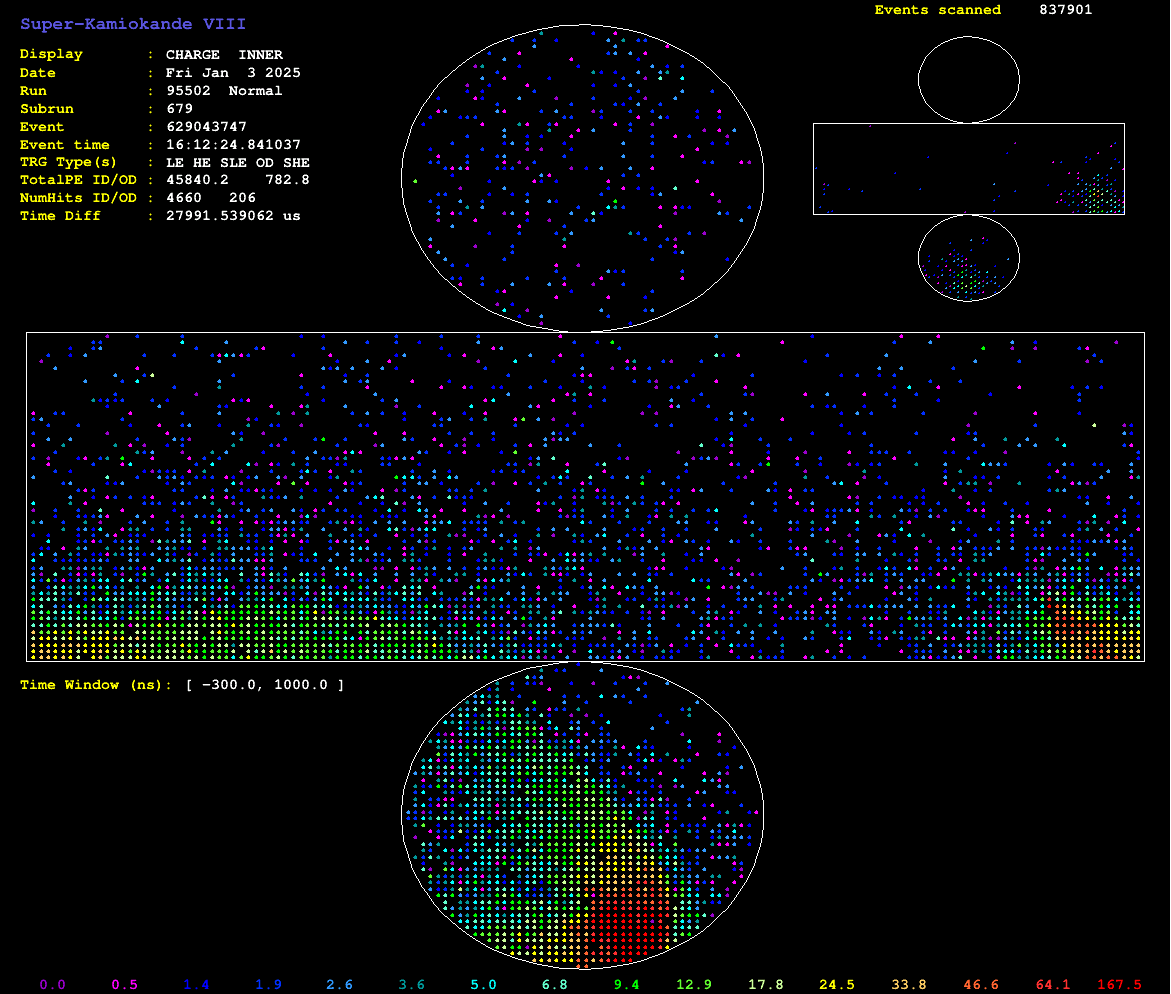 Super-Kamiokande VIII
Events scanned 837901
Display : CHARGE INNER
Date : Fri Jan 3 2025
Run : 95502 Normal
Subrun : 679
Event : 629043747
Event time : 16:12:24.841037
TRG Type(s) : LE HE SLE OD SHE
TotalPE ID/OD : 45840.2 782.8
NumHits ID/OD : 4660 206
Time Diff : 27991.539062 us
Time Window (ns): [ -300.0, 1000.0 ]
0.0 0.5 1.4 1.9 2.6 3.6 5.0 6.8 9.4 12.9 17.8 24.5 33.8 46.6 64.1 167.5